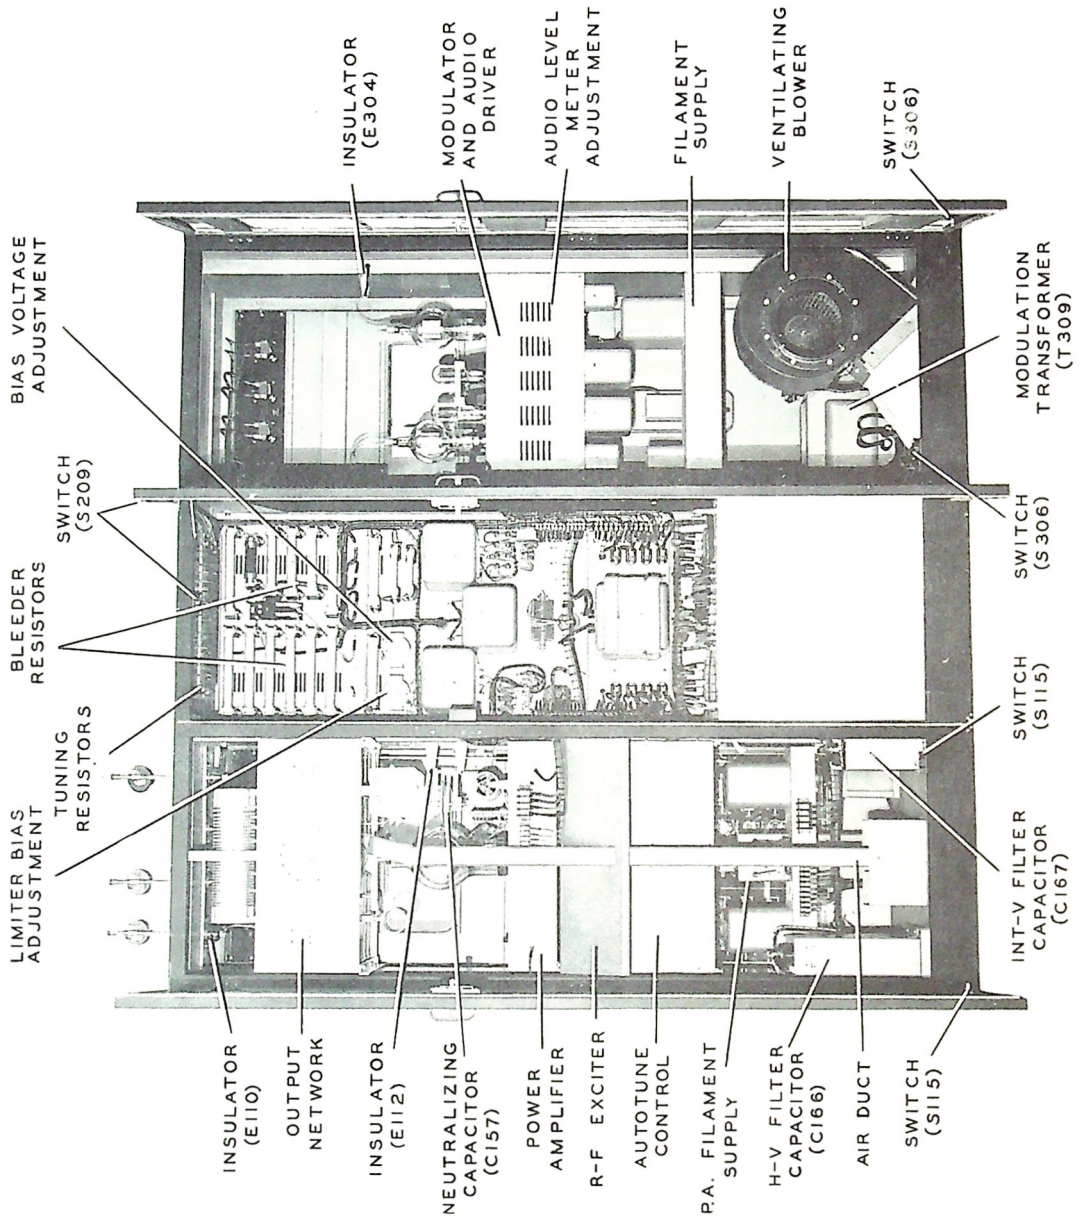 LIMITER BIAS
ADJUSTMENT
TUNING
RESISTORS
BLEEDER
RESISTORS
SWITCH
(S209)
BIAS VOLTAGE
ADJUSTMENT
INSULATOR
(E304)
MODULATOR
AND AUDIO
DRIVER
AUDIO LEVEL
METER
ADJUSTMENT
FILAMENT
SUPPLY
VENTILATING
BLOWER
SWITCH
(S306)
INSULATOR
(E110)
OUTPUT
NETWORK
INSULATOR
(E112)
NEUTRALIZING
CAPACITOR
(C157)
POWER
AMPLIFIER
R-F EXCITER
AUTOTUNE
CONTROL
P.A. FILAMENT
SUPPLY
H-V FILTER
CAPACITOR
(C166)
AIR DUCT
SWITCH
(S115)
INT-V FILTER
CAPACITOR
(C167)
SWITCH
(S115)
SWITCH
(S306)
MODULATION
TRANSFORMER
(T309)